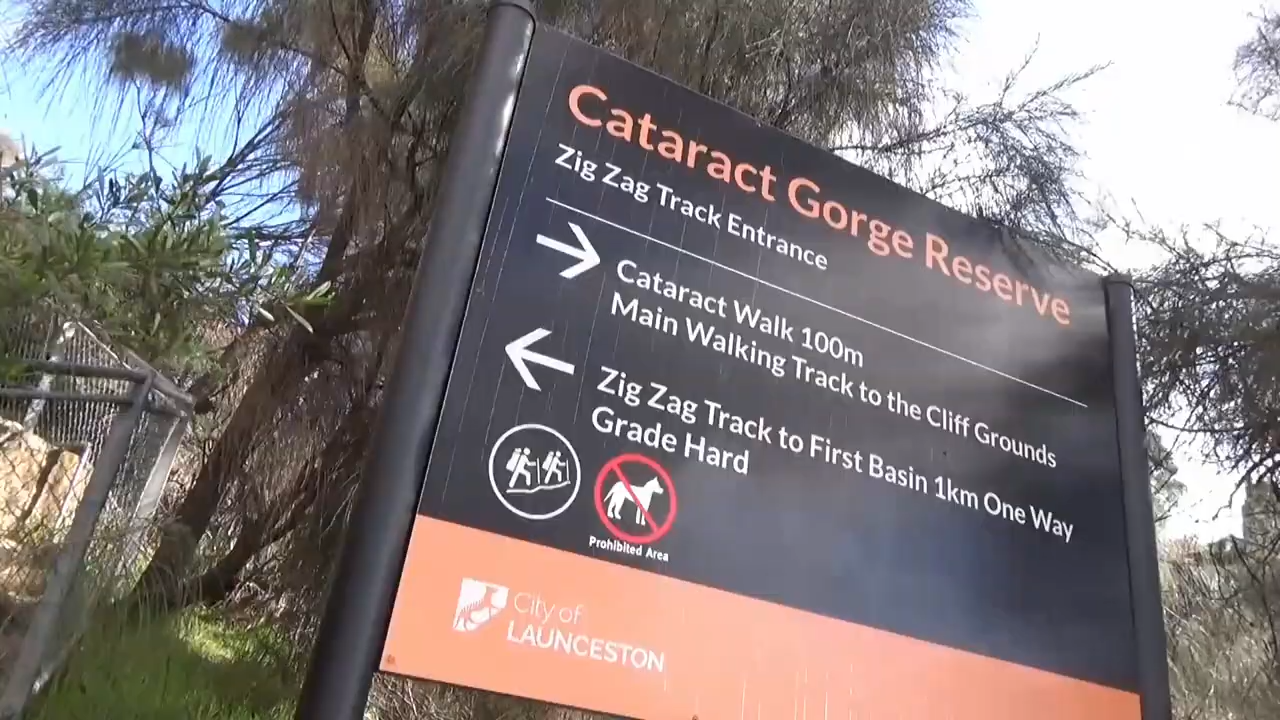 Cataract Gorge Reserve
Zig Zag Track Entrance
Cataract Walk 100m
Main Walking Track to the Cliff Grounds
Zig Zag Track to First Basin 1km One Way
Grade Hard
Prohibited Area
City of
LAUNCESTON